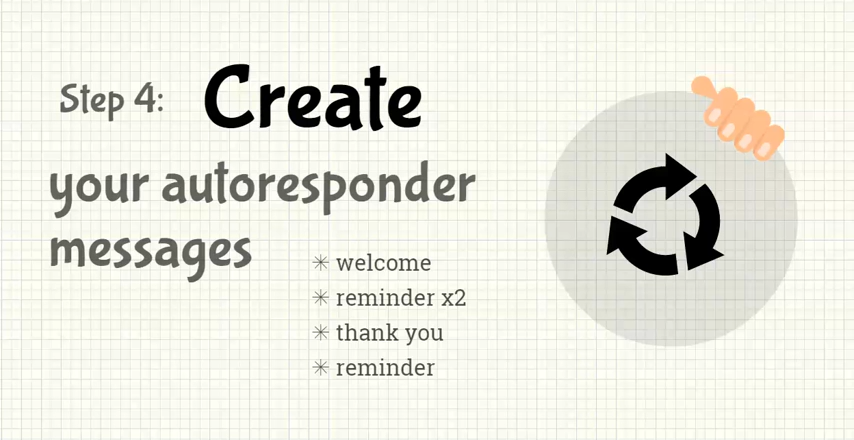 Step 4: Create
your autoresponder
messages
✳ welcome
✳ reminder x2
✳ thank you
✳ reminder